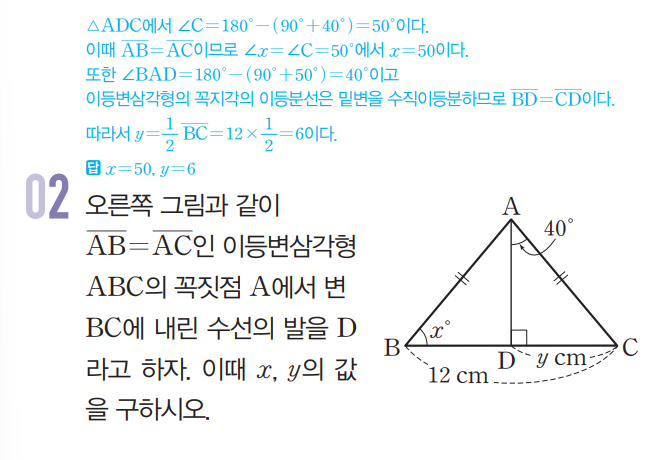 △ADC에서 ∠C=180°-(90°+40°)=50°이다.
이때 AB=AC이므로 ∠x=∠C=50°에서 x=50이다.
또한 ∠BAD=180°-(90°+50°)=40°이고
이등변삼각형의 꼭지각의 이등분선은 밑변을 수직이등분하므로 BD=CD이다.
따라서 y=1/2 BC=12×1/2=6이다.
답 x=50, y=6
02 오른쪽 그림과 같이
AB=AC인 이등변삼각형
ABC의 꼭짓점 A에서 변
BC에 내린 수선의 발을 D
라고 하자. 이때 x, y의 값
을 구하시오.
A
40°
x°
B
D
y cm
C
12 cm